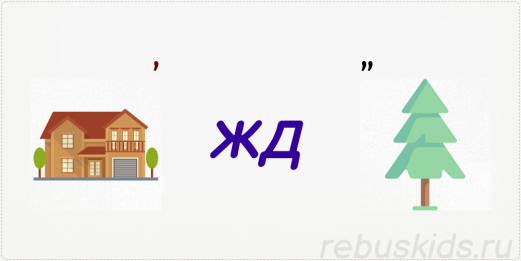 , „
жд
rebuskids.ru